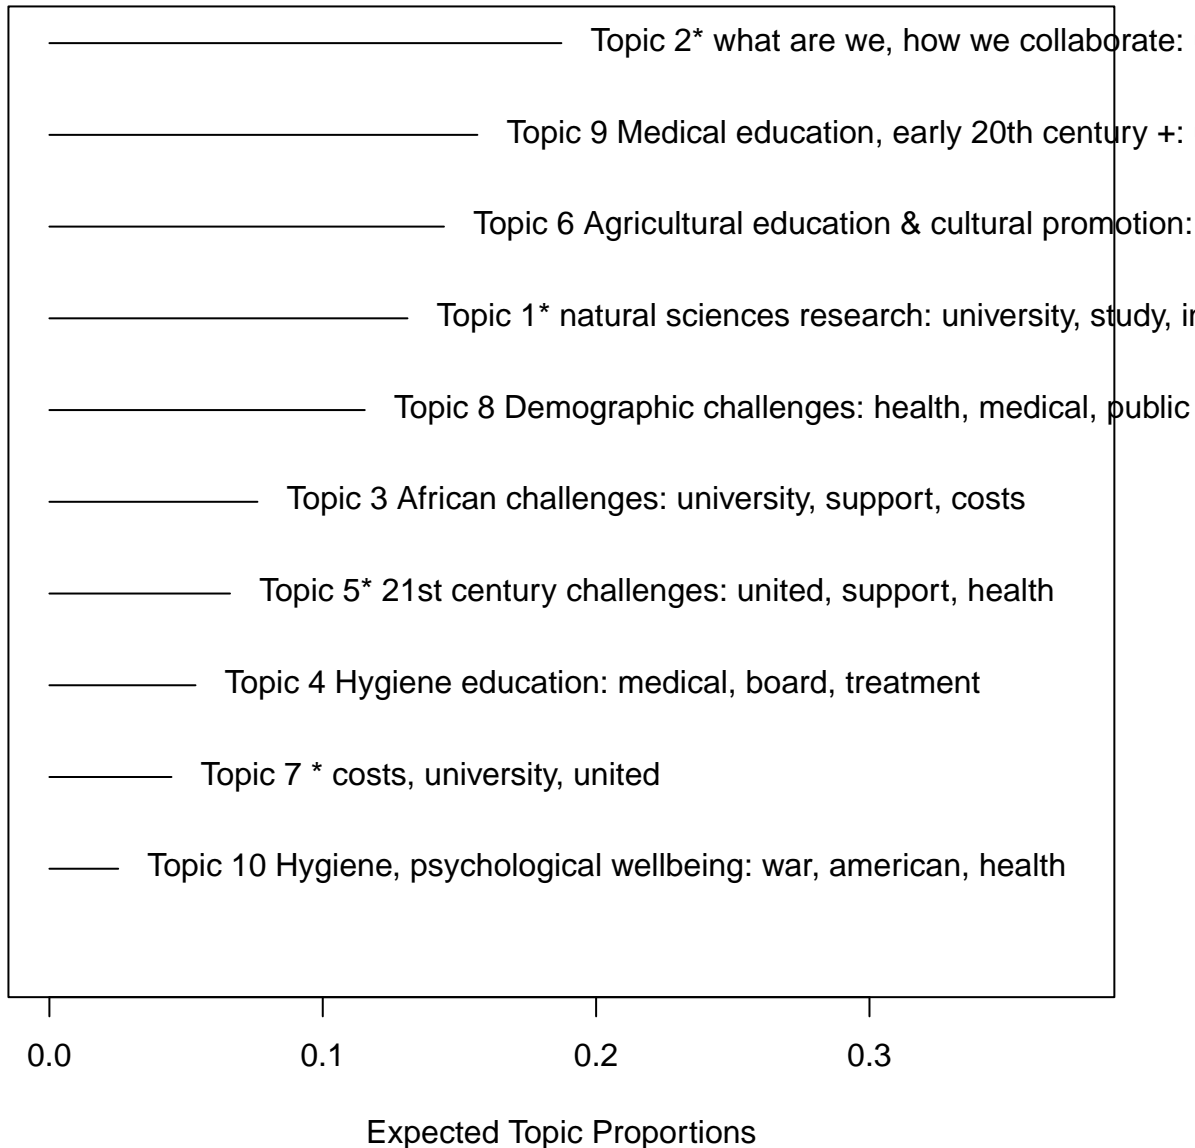 Topic 2* what are we, how we collaborate:
Topic 9 Medical education, early 20th century +:
Topic 6 Agricultural education & cultural promotion:
Topic 1* natural sciences research: university, study,
Topic 8 Demographic challenges: health, medical, public
Topic 3 African challenges: university, support, costs
Topic 5* 21st century challenges: united, support, health
Topic 4 Hygiene education: medical, board, treatment
Topic 7 * costs, university, united
Topic 10 Hygiene, psychological wellbeing: war, american, health
0.0 0.1 0.2 0.3
Expected Topic Proportions